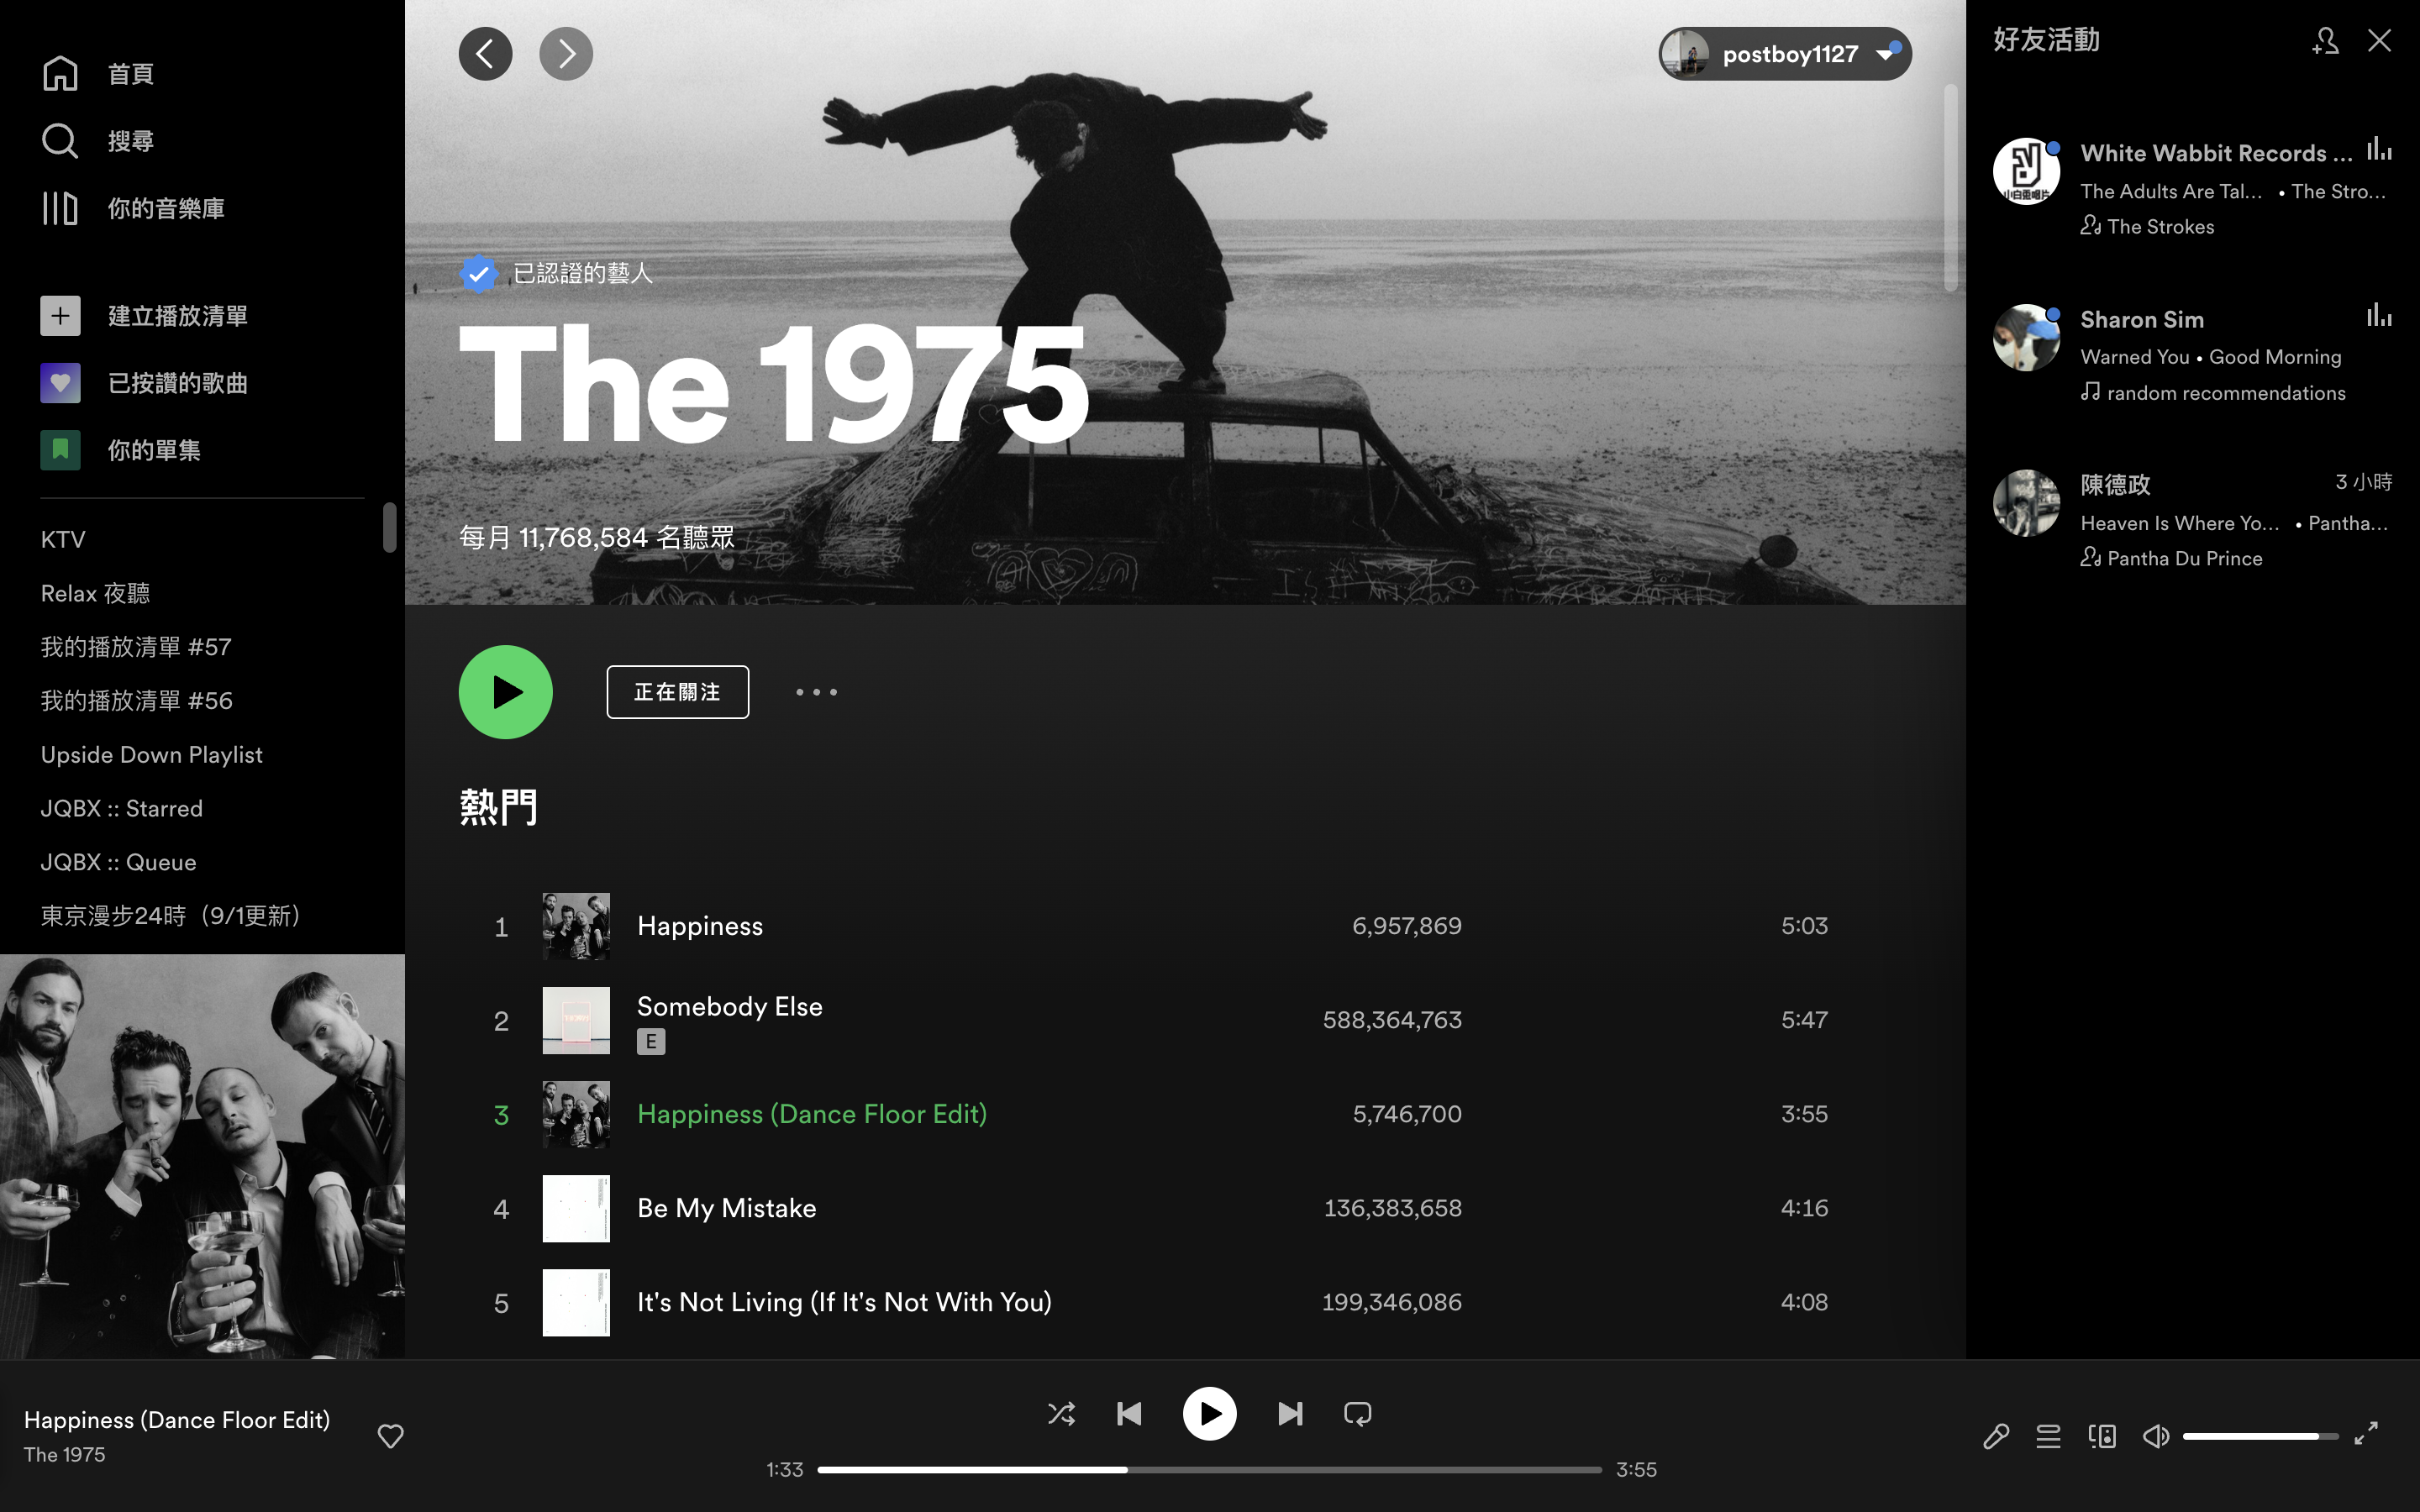 首頁
搜尋
你的音樂庫
建立播放清單
已按讚的歌曲
你的單集
KTV
Relax 夜聽
我的播放清單 #57
我的播放清單 #56
Upside Down Playlist
JQBX :: Starred
JQBX :: Queue
東京漫步24時（9/1更新）
postboy1127
已認證的藝人
The 1975
每月 11,768,584 名聽眾
正在關注
熱門
1 Happiness 6,957,869 5:03
2 Somebody Else 588,364,763 5:47
E
3 Happiness (Dance Floor Edit) 5,746,700 3:55
4 Be My Mistake 136,383,658 4:16
5 It's Not Living (If It's Not With You) 199,346,086 4:08
好友活動
小白兎唱片
White Wabbit Records ...
The Adults Are Tal... • The Stro...
The Strokes
Sharon Sim
Warned You • Good Morning
random recommendations
陳德政 3 小時
Heaven Is Where Yo... • Pantha...
Pantha Du Prince
Happiness (Dance Floor Edit)
The 1975
1:33 3:55